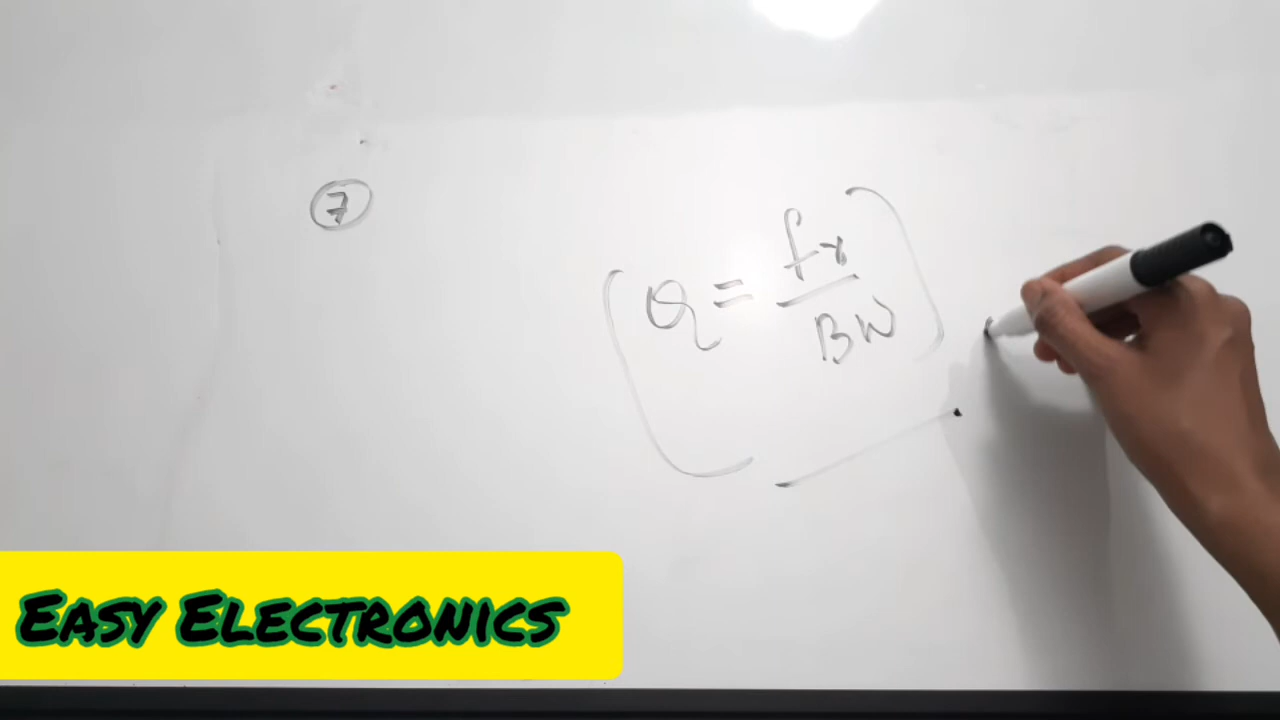 7
Q = fr / BW
EASY ELECTRONICS